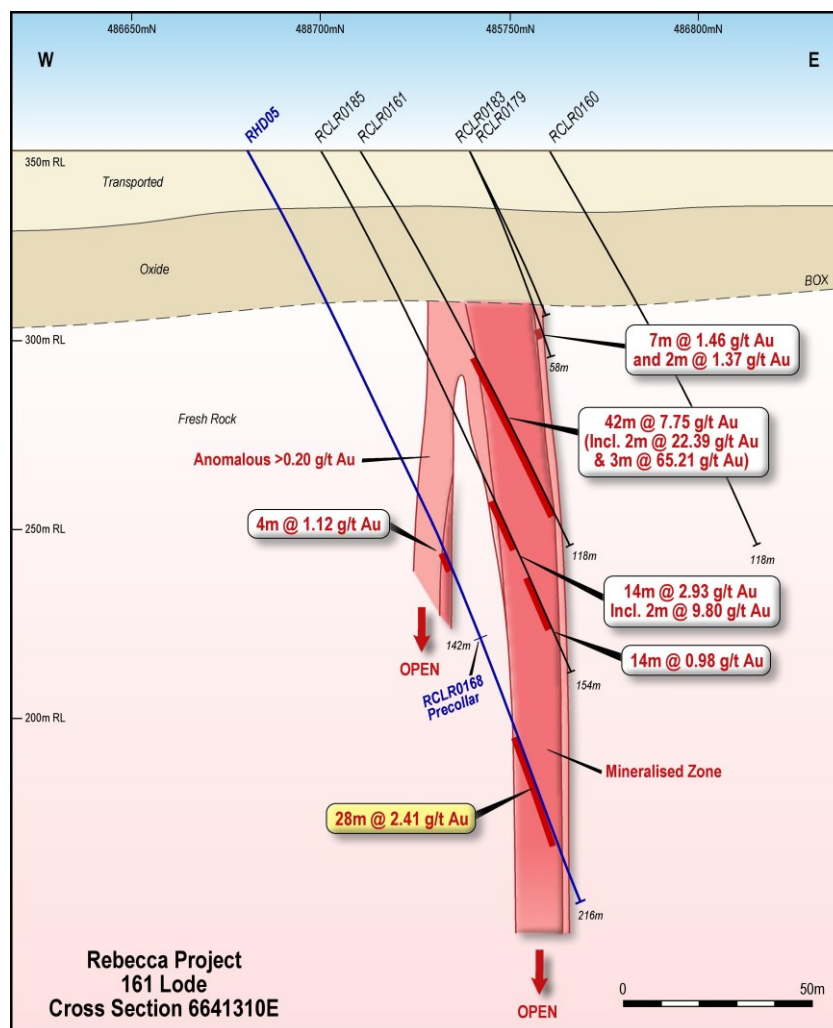 486650mN
488700mN
485750mN
486800mN
W
E
RHD05
RCLR0185
RCLR0161
RCLR0183
RCLR0179
RCLR0160
350m RL
Transported
Oxide
BOX
300m RL
7m @ 1.46 g/t Au
and 2m @ 1.37 g/t Au
58m
42m @ 7.75 g/t Au
(Incl. 2m @ 22.39 g/t Au
& 3m @ 65.21 g/t Au)
Fresh Rock
Anomalous >0.20 g/t Au
250m RL
4m @ 1.12 g/t Au
118m
118m
14m @ 2.93 g/t Au
Incl. 2m @ 9.80 g/t Au
14m @ 0.98 g/t Au
142m
OPEN
154m
RCLR0168
Precollar
200m RL
Mineralised Zone
28m @ 2.41 g/t Au
216m
Rebecca Project
161 Lode
Cross Section 6641310E
OPEN
0
50m